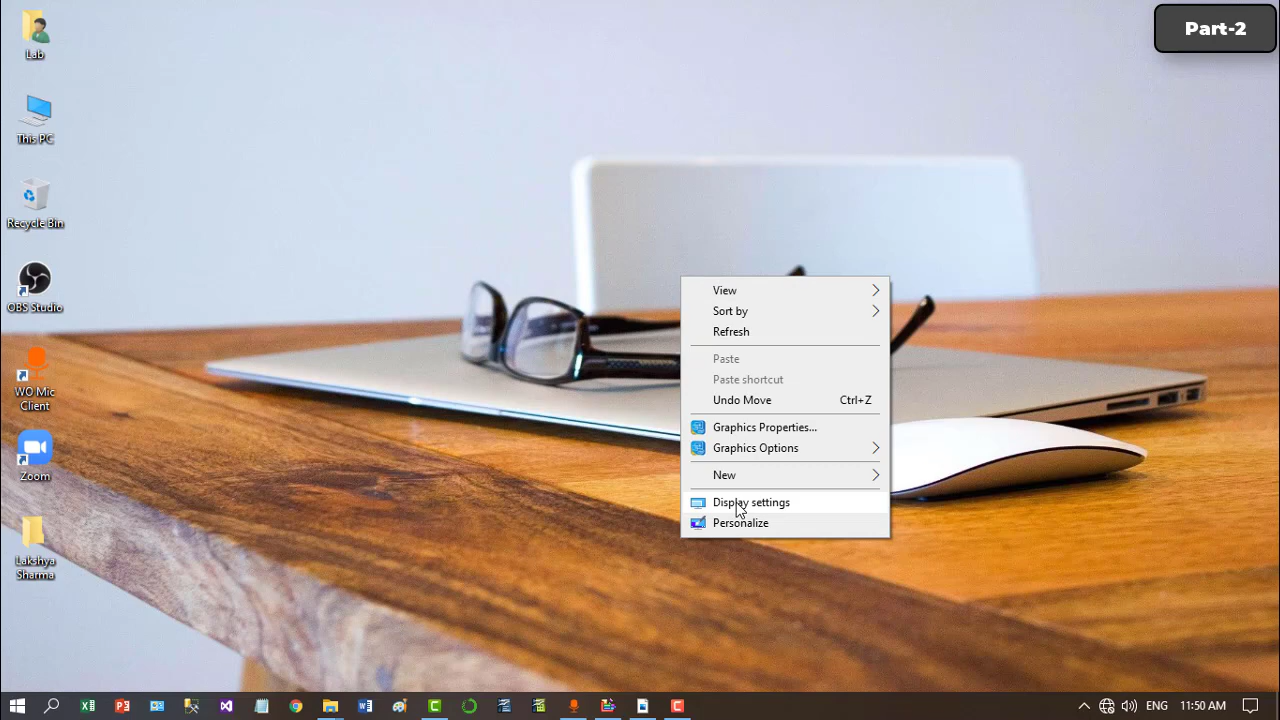 Part-2
Lab
This PC
Recycle Bin
OBS Studio
WO Mic
Client
Zoom
Lakshya
Sharma
View
Sort by
Refresh
Paste
Paste shortcut
Undo Move Ctrl+Z
Graphics Properties...
Graphics Options
New
Display settings
Personalize
ENG 11:50 AM